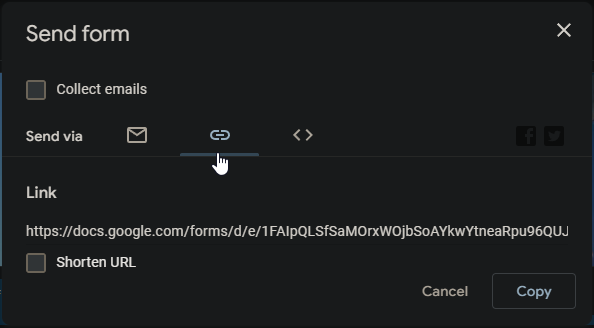 Send form
Collect emails
Send via
Link
https://docs.google.com/forms/d/e/1FAIpQLSfSaMOrxWOjbSoAYkwYtneaRpu96QUJ
Shorten URL
Cancel Copy